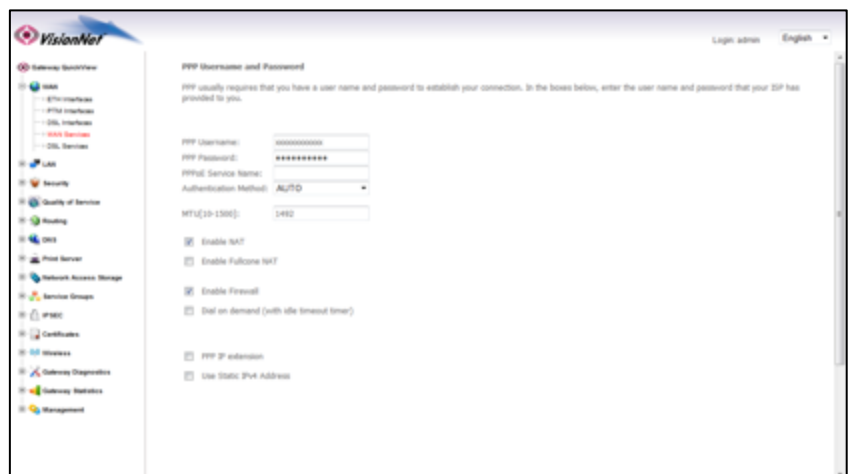 VisionNet
Login: admin
English
Gateway QuickView
WAN
ETH Interfaces
PTM Interfaces
DSL Interfaces
WAN Services
DSL Services
LAN
Security
Quality of Service
Routing
DNS
Print Server
Network Access Storage
Service Groups
IPSEC
Certificates
Wireless
Gateway Diagnostics
Gateway Statistics
Management
PPP Username and Password
PPP usually requires that you have a user name and password to establish your connection. In the boxes below, enter the user name and password that your ISP has
provided to you.
PPP Username:
PPP Password: **********
PPPoE Service Name:
Authentication Method: AUTO
MTU[10-1500]: 1492
Enable NAT
Enable Fullcone NAT
Enable Firewall
Dial on demand (with idle timeout timer)
PPP IP extension
Use Static IPv4 Address